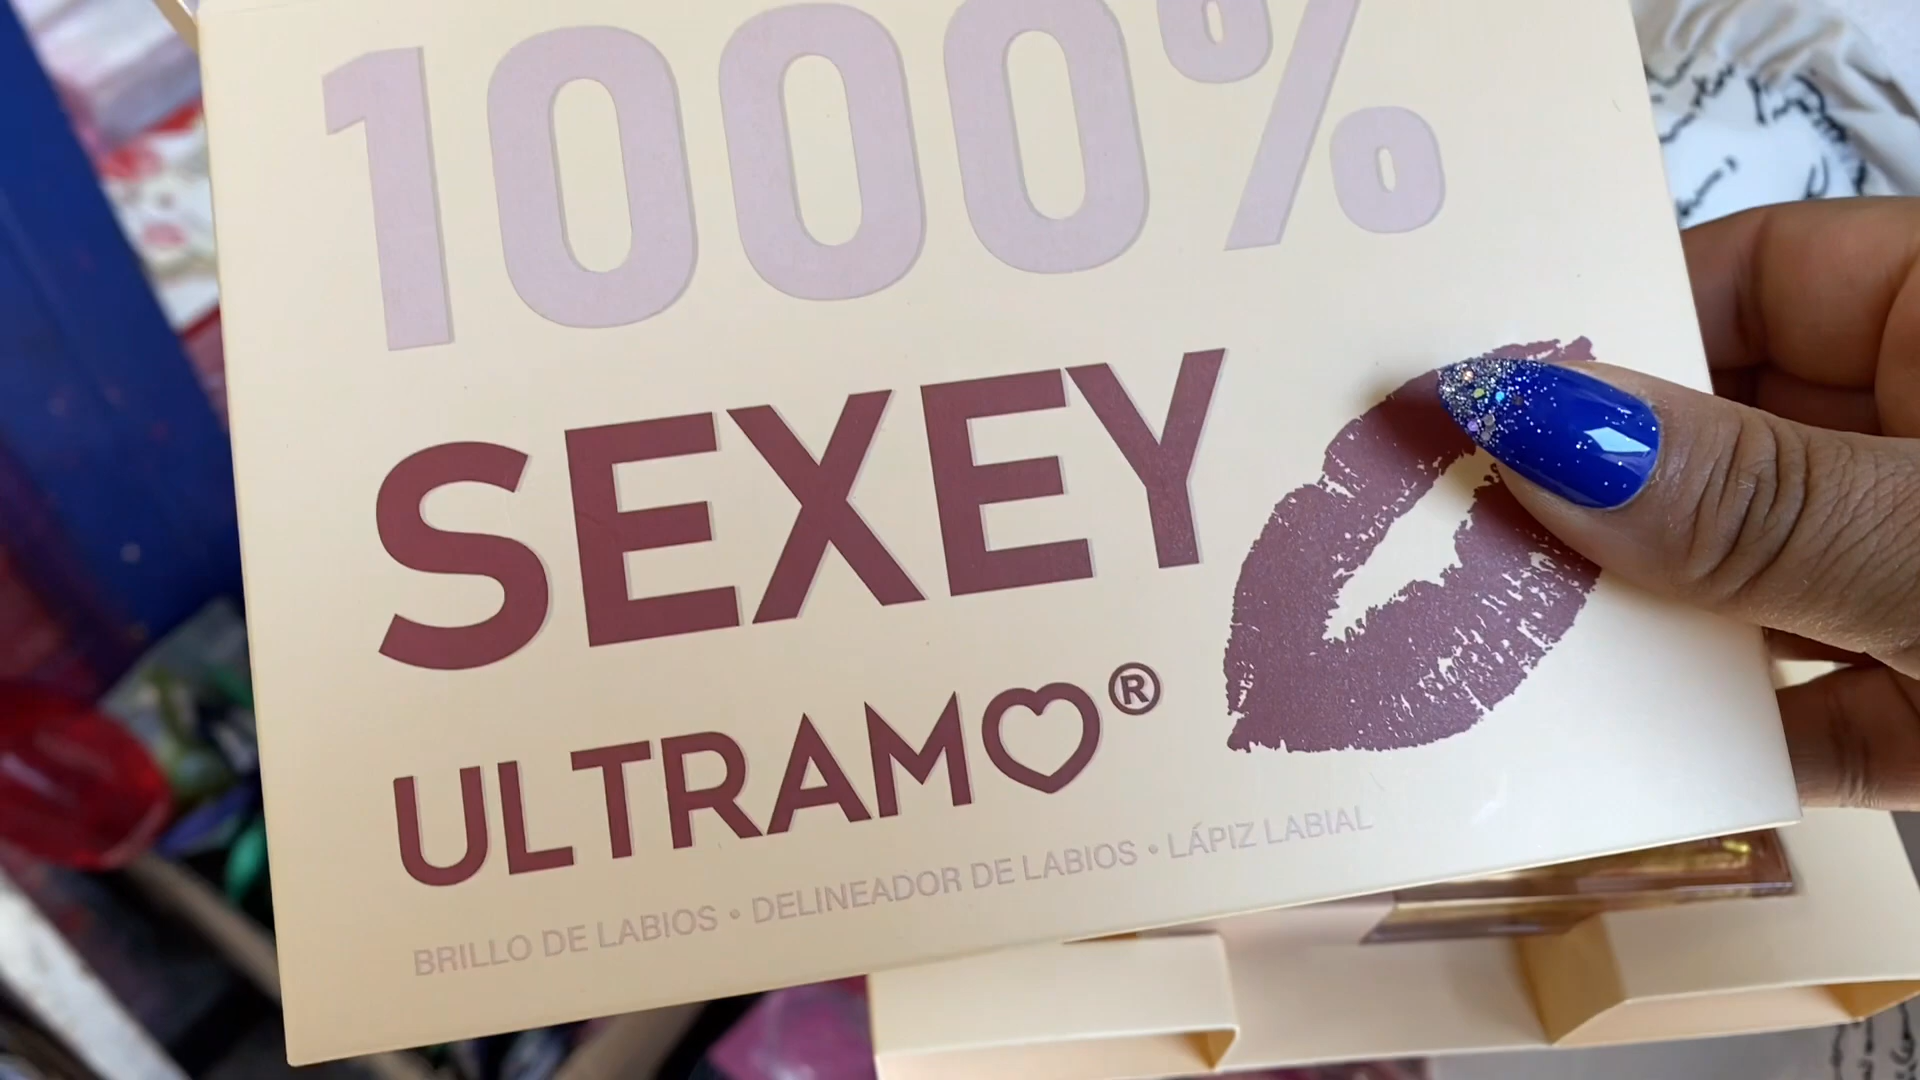 1000%
SEXEY
ULTRAMO®
BRILLO DE LABIOS • DELINEADOR DE LABIOS • LÁPIZ LABIAL